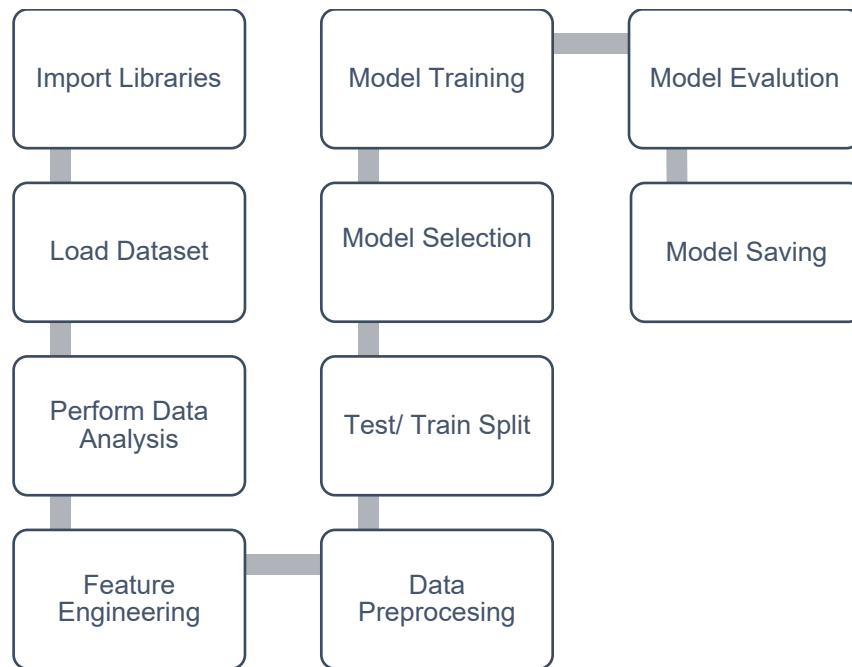 Import Libraries
Load Dataset
Perform Data
Analysis
Feature
Engineering
Data
Preprocesing
Test/ Train Split
Model Selection
Model Training
Model Evalution
Model Saving